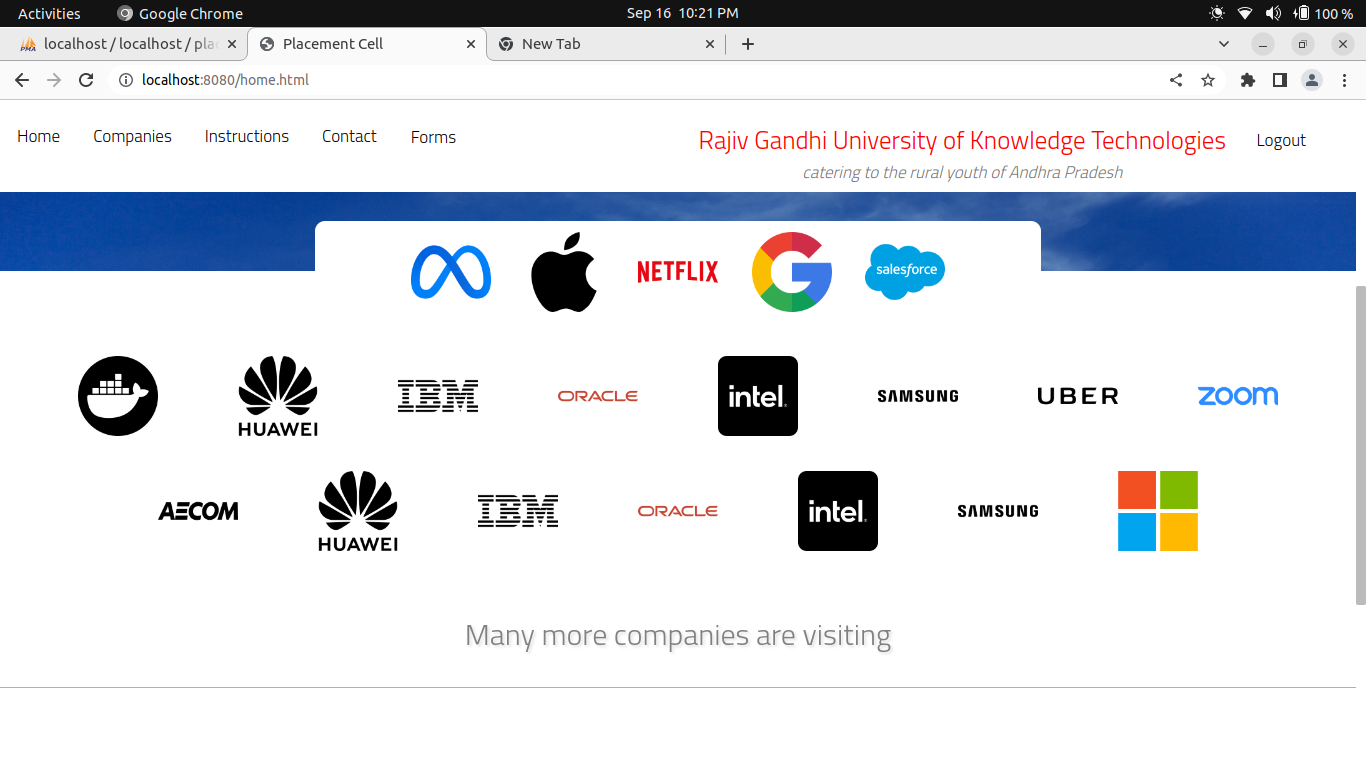 Activities Google Chrome Sep 16 10:21 PM 100 %
localhost / localhost / pla Placement Cell New Tab
localhost:8080/home.html
Home Companies Instructions Contact Forms Rajiv Gandhi University of Knowledge Technologies Logout
catering to the rural youth of Andhra Pradesh
NETFLIX salesforce
HUAWEI IBM ORACLE intel. SAMSUNG UBER zoom
AECOM HUAWEI IBM ORACLE intel. SAMSUNG
Many more companies are visiting